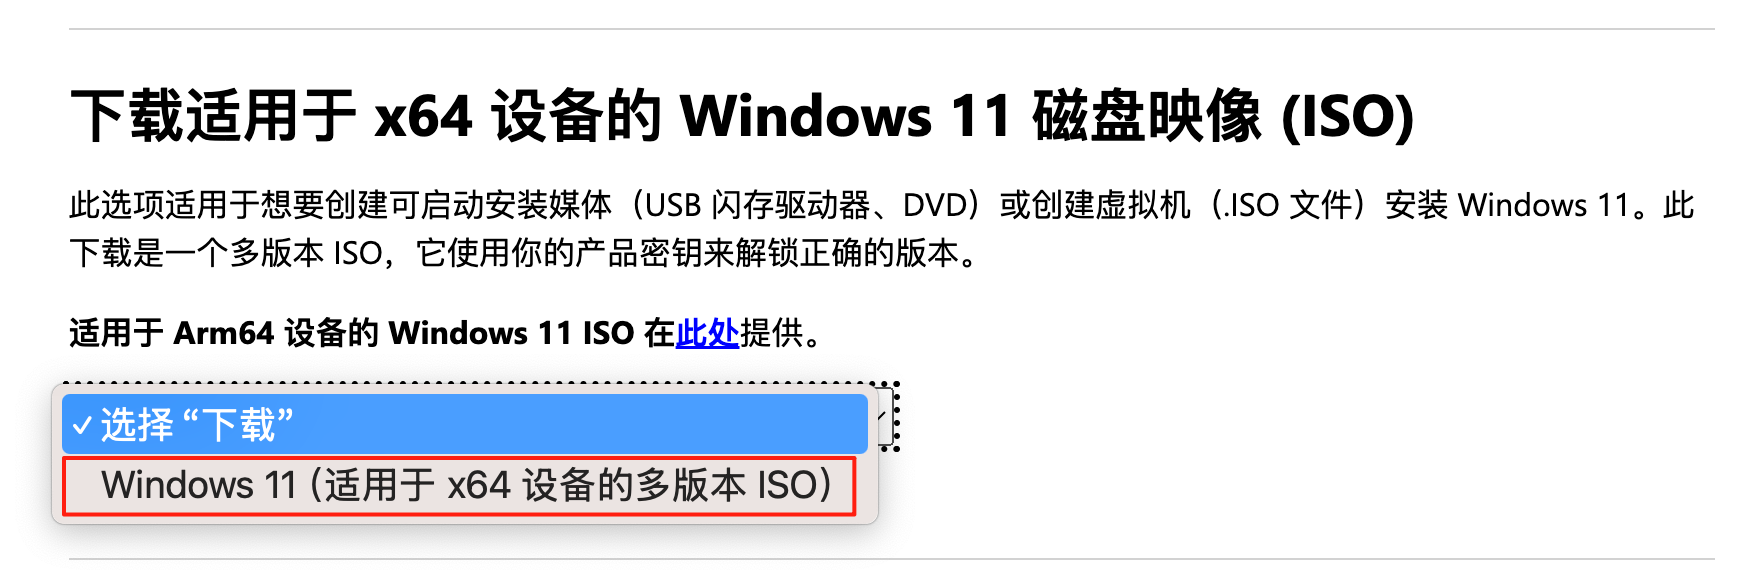 下载适用于 x64 设备的 Windows 11 磁盘映像 (ISO)
此选项适用于想要创建可启动安装媒体（USB 闪存驱动器、DVD）或创建虚拟机（.ISO 文件）安装 Windows 11。此
下载是一个多版本 ISO，它使用你的产品密钥来解锁正确的版本。
适用于 Arm64 设备的 Windows 11 ISO 在此处提供。
✓ 选择 “下载”
Windows 11 (适用于 x64 设备的多版本 ISO)